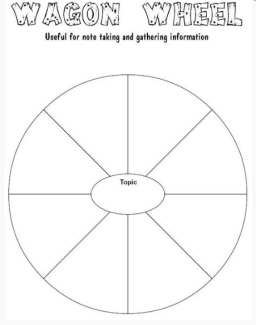 WAGON WHEEL
Useful for note taking and gathering information
Topic